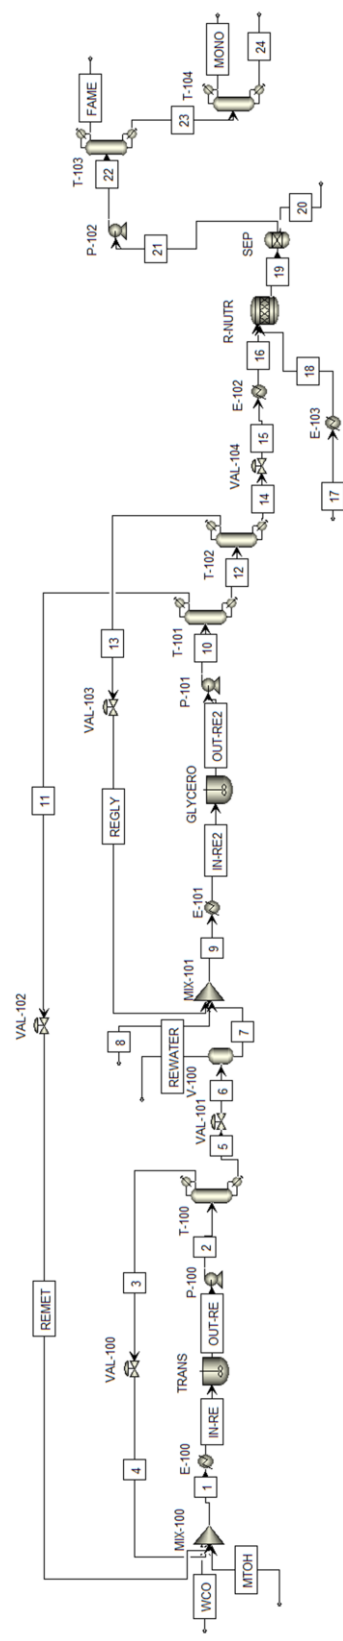 WCO
MTOH
MIX-100
1
E-100
IN-RE
TRANS
OUT-RE
P-100
2
T-100
3
VAL-100
4
5
VAL-101
6
V-100
REWATER
7
8
MIX-101
9
E-101
IN-RE2
GLYCERO
OUT-RE2
P-101
10
T-101
11
VAL-102
REMET
12
T-102
13
VAL-103
REGLY
14
VAL-104
15
E-102
16
17
E-103
18
R-NUTR
19
SEP
20
21
P-102
22
T-103
FAME
23
T-104
MONO
24